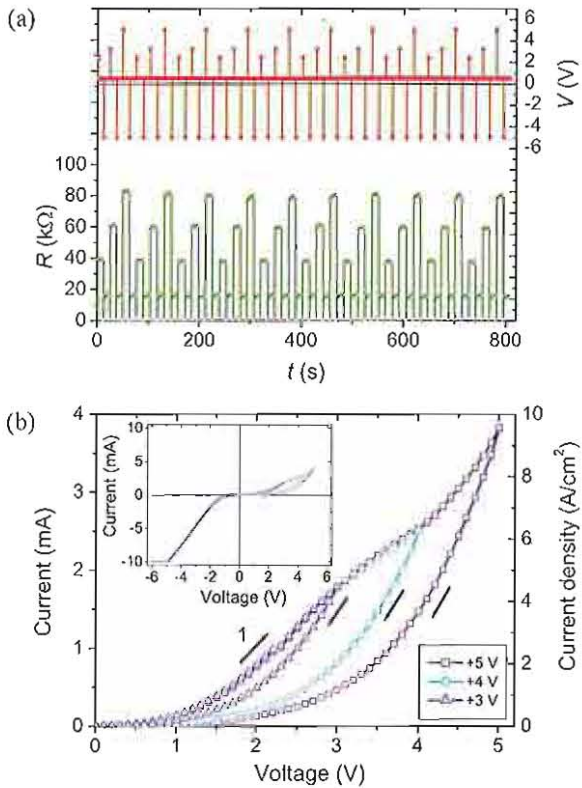 (a)
6
4
2
0
-2
-4
-6
V (V)
100
80
60
40
20
0
R (kΩ)
0 200 400 600 800
t (s)
(b)
4
3
2
1
0
Current (mA)
10
8
6
4
2
0
Current density (A/cm²)
10
5
0
-5
-10
Current (mA)
-6 -4 -2 0 2 4 6
Voltage (V)
1
+5 V
+4 V
+3 V
0 1 2 3 4 5
Voltage (V)